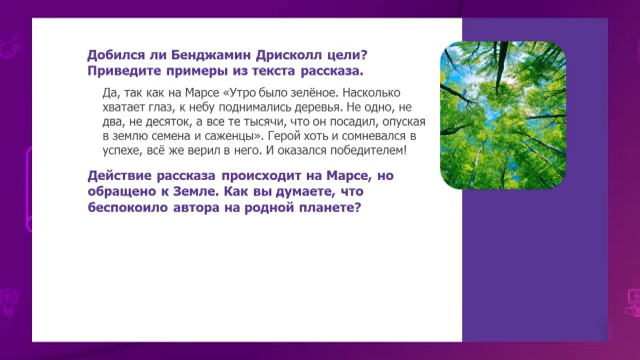 Добился ли Бенджамин Дрисколл цели?
Приведите примеры из текста рассказа.
Да, так как на Марсе «Утро было зелёное. Насколько
хватает глаз, к небу поднимались деревья. Не одно, не
два, не десяток, а все те тысячи, что он посадил, опуская
в землю семена и саженцы». Герой хоть и сомневался в
успехе, всё же верил в него. И оказался победителем!
Действие рассказа происходит на Марсе, но
обращено к Земле. Как вы думаете, что
беспокоило автора на родной планете?